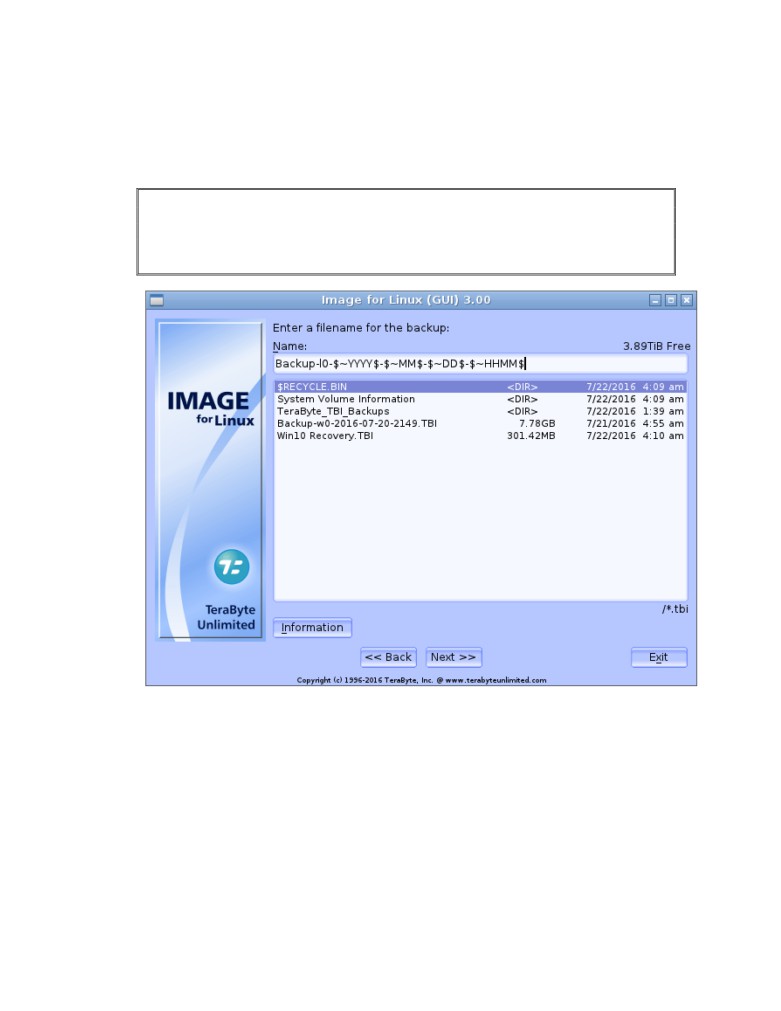 Image for Linux (GUI) 3.00
Enter a filename for the backup:
Name: 3.89TiB Free
Backup-l0-$~YYYY$-$~MM$-$~DD$-$~HHMM$
$RECYCLE.BIN <DIR> 7/22/2016 4:09 am
System Volume Information <DIR> 7/22/2016 4:09 am
TeraByte_TBI_Backups <DIR> 7/22/2016 1:39 am
Backup-w0-2016-07-20-2149.TBI 7.78GB 7/21/2016 4:55 am
Win10 Recovery.TBI 301.42MB 7/22/2016 4:10 am
IMAGE
for Linux
TeraByte
Unlimited
/*.tbi
Information
<< Back Next >> Exit
Copyright (c) 1996-2016 TeraByte, Inc. @ www.terabyteunlimited.com